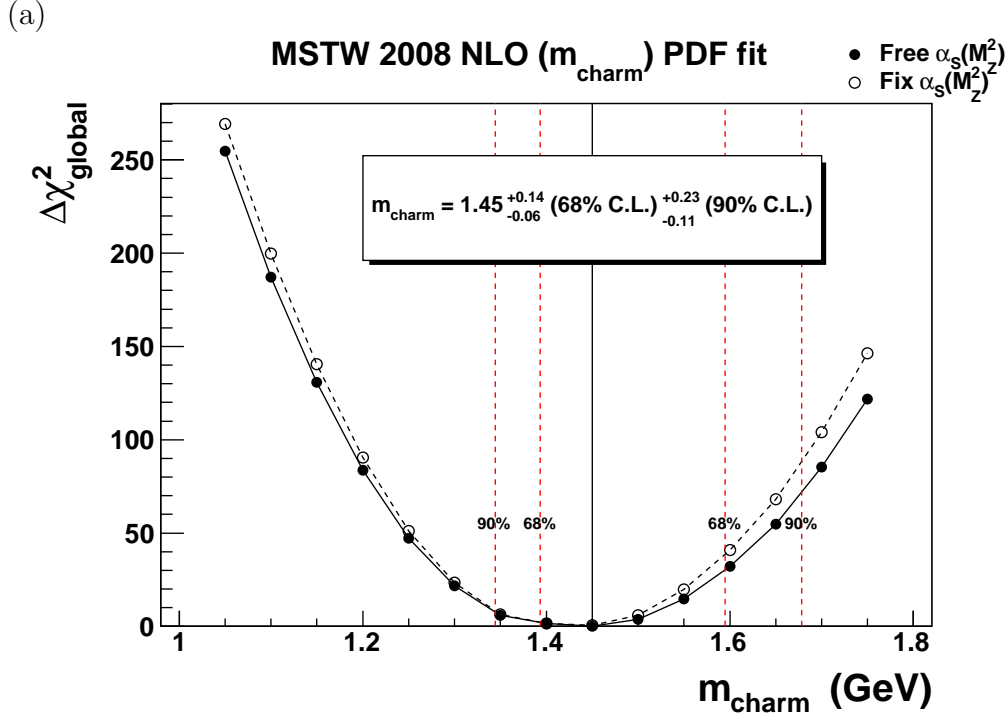 (a)
MSTW 2008 NLO (m_charm) PDF fit
● Free α_S(M_Z^2)
○ Fix α_S(M_Z^2)
Δχ^2_global
m_charm = 1.45 +0.14 -0.06 (68% C.L.) +0.23 -0.11 (90% C.L.)
250
200
150
100
50
0
90% 68% 68% 90%
1 1.2 1.4 1.6 1.8
m_charm (GeV)